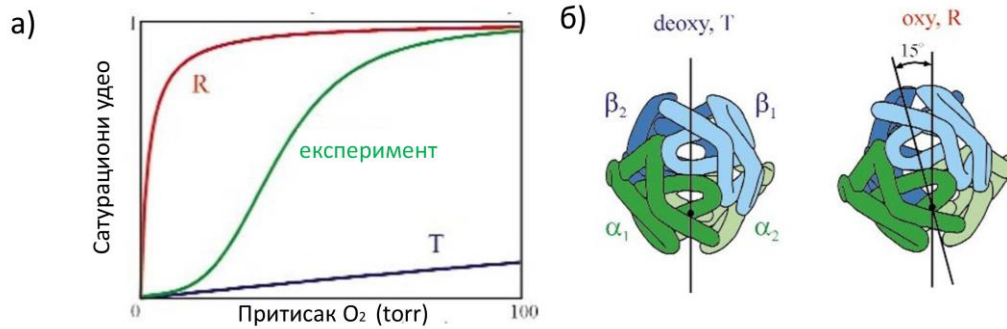 а)
1
Сатурациони удео
R
експеримент
T
0
Притисак O₂ (torr)
100
б)
deoxy, T
oxy, R
15°
β₂
β₁
α₁
α₂